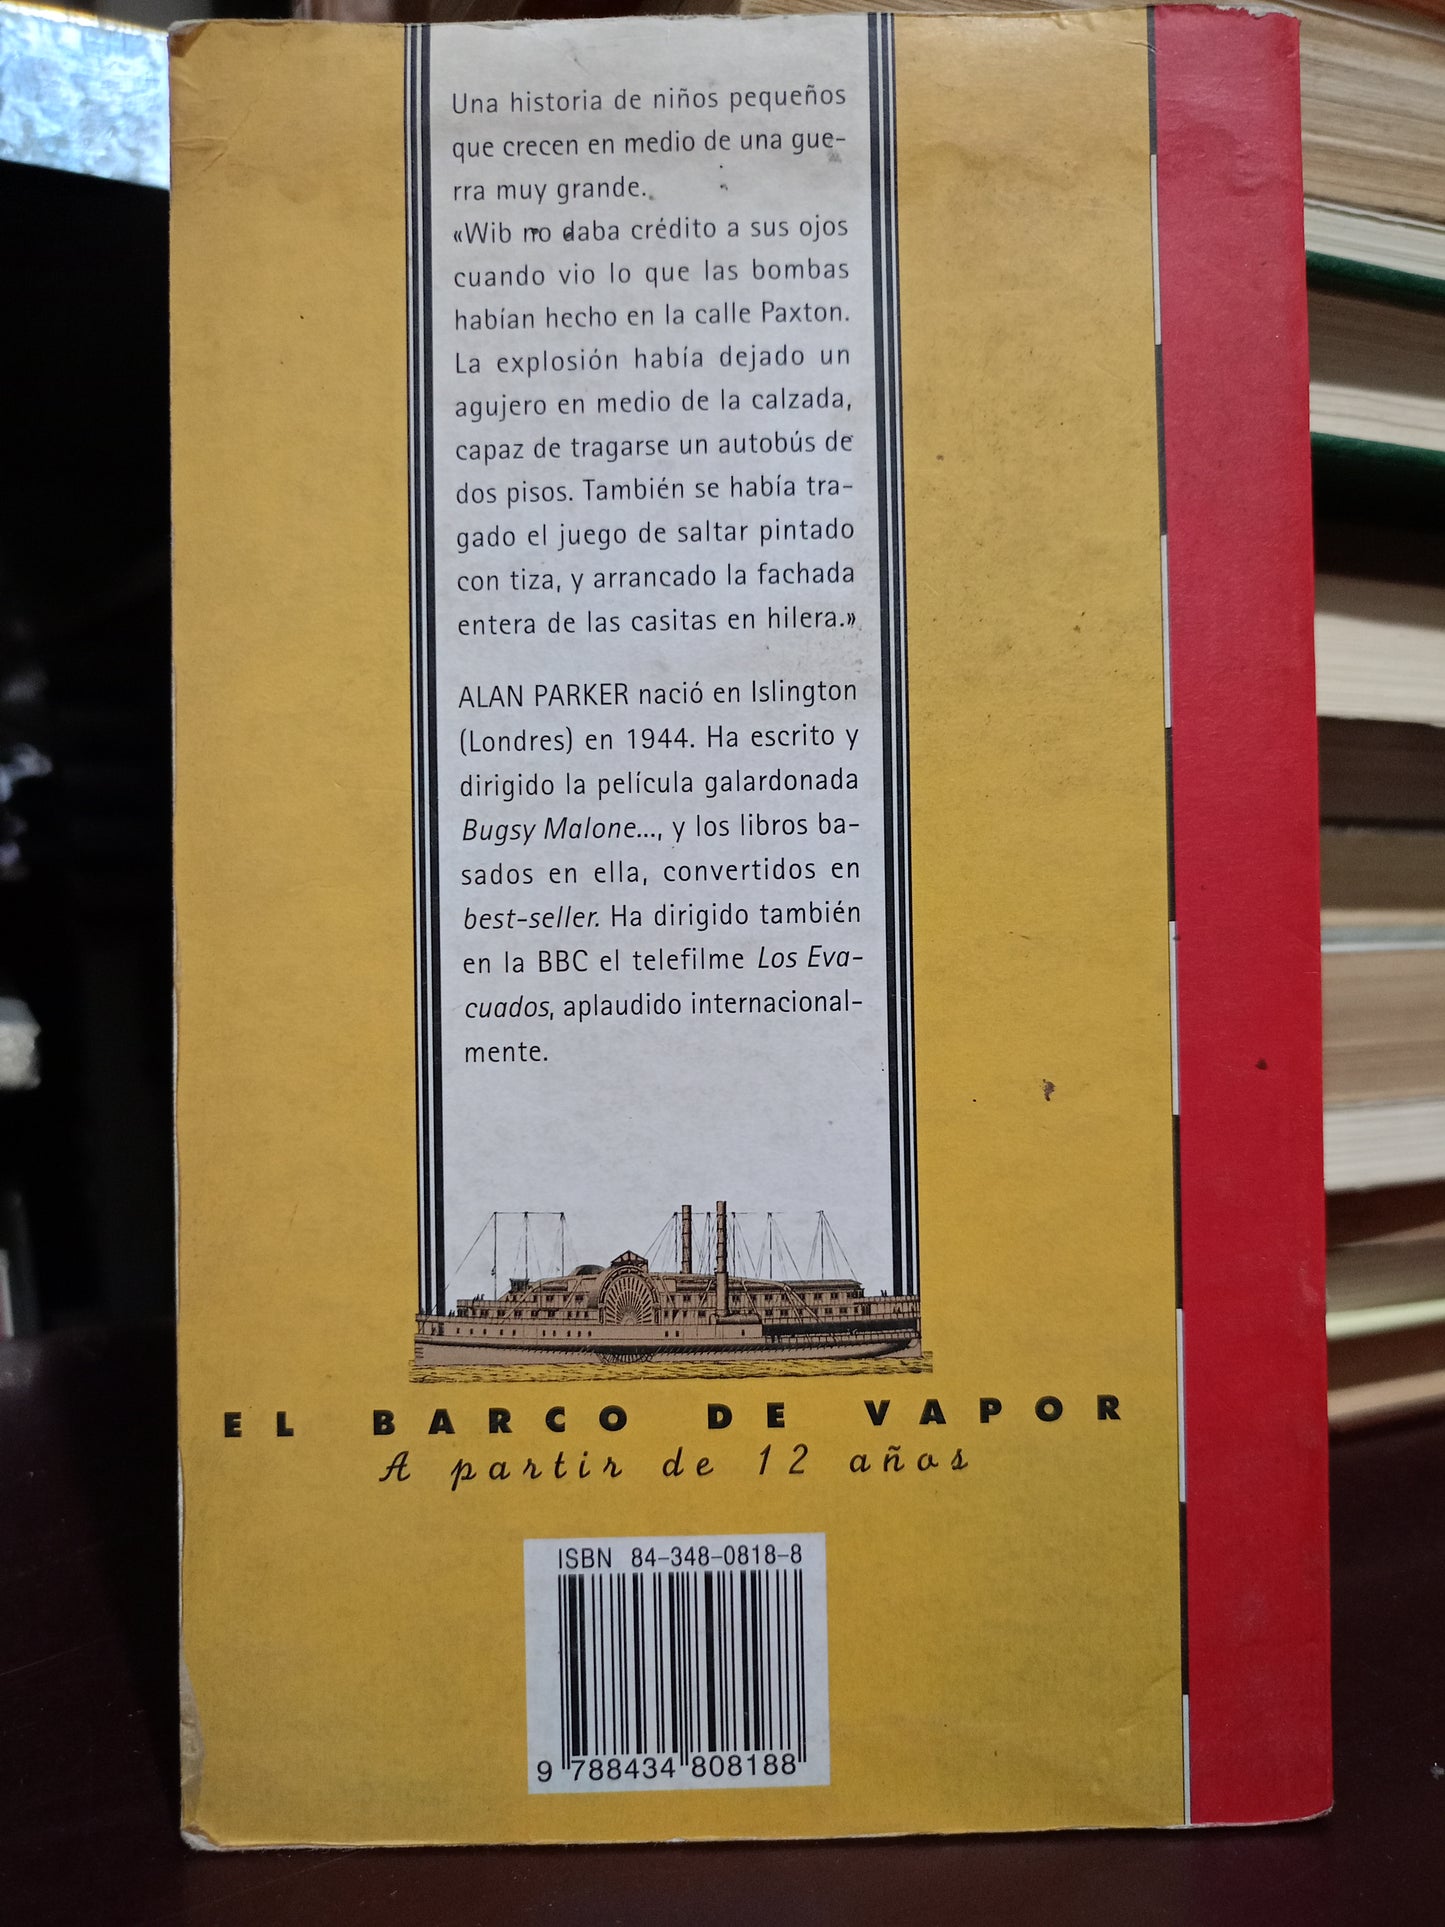 Una historia de niños pequeños
que crecen en medio de una gue-
rra muy grande.
«Wib no daba crédito a sus ojos
cuando vio lo que las bombas
habían hecho en la calle Paxton.
La explosión había dejado un
agujero en medio de la calzada,
capaz de tragarse un autobús de
dos pisos. También se había tra-
gado el juego de saltar pintado
con tiza, y arrancado la fachada
entera de las casitas en hilera.»
ALAN PARKER nació en Islington
(Londres) en 1944. Ha escrito y
dirigido la película galardonada
Bugsy Malone..., y los libros ba-
sados en ella, convertidos en
best-seller. Ha dirigido también
en la BBC el telefilme Los Eva-
cuados, aplaudido internacional-
mente.
EL BARCO DE VAPOR
A partir de 12 años
ISBN 84-348-0818-8
9 788434 808188